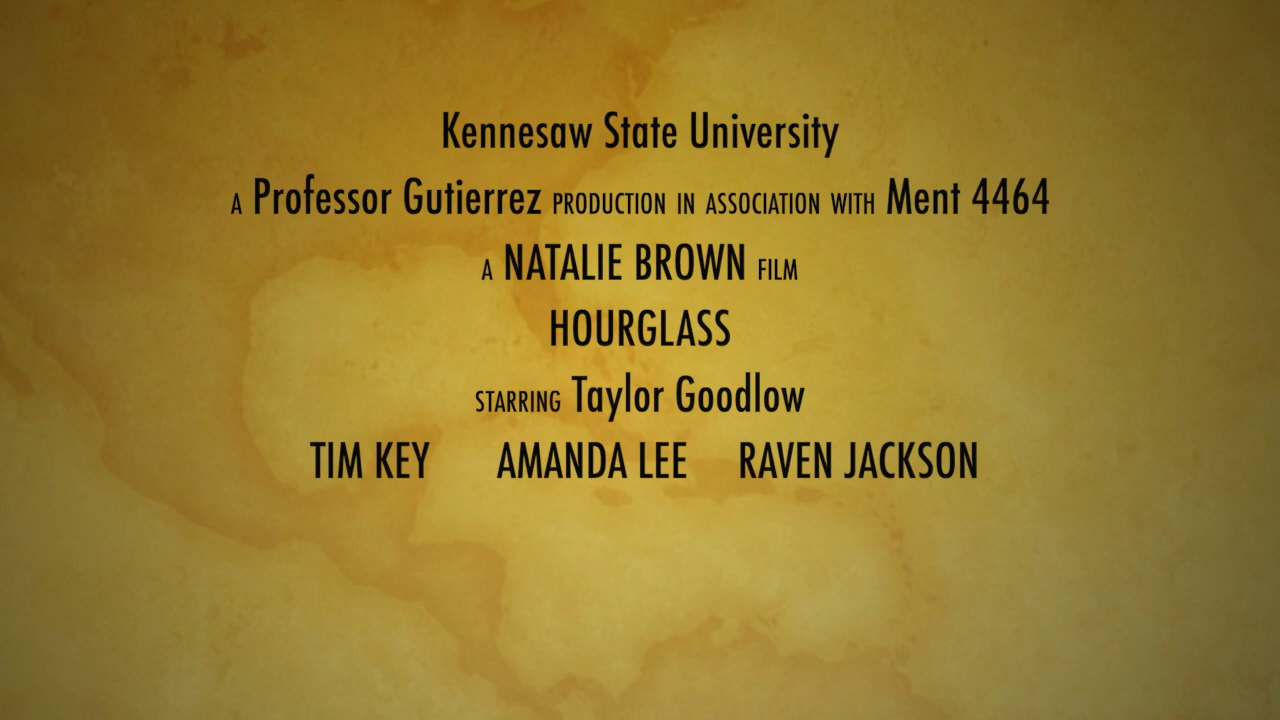 Kennesaw State University
A Professor Gutierrez PRODUCTION IN ASSOCIATION WITH Ment 4464
A NATALIE BROWN FILM
HOURGLASS
STARRING Taylor Goodlow
TIM KEY AMANDA LEE RAVEN JACKSON